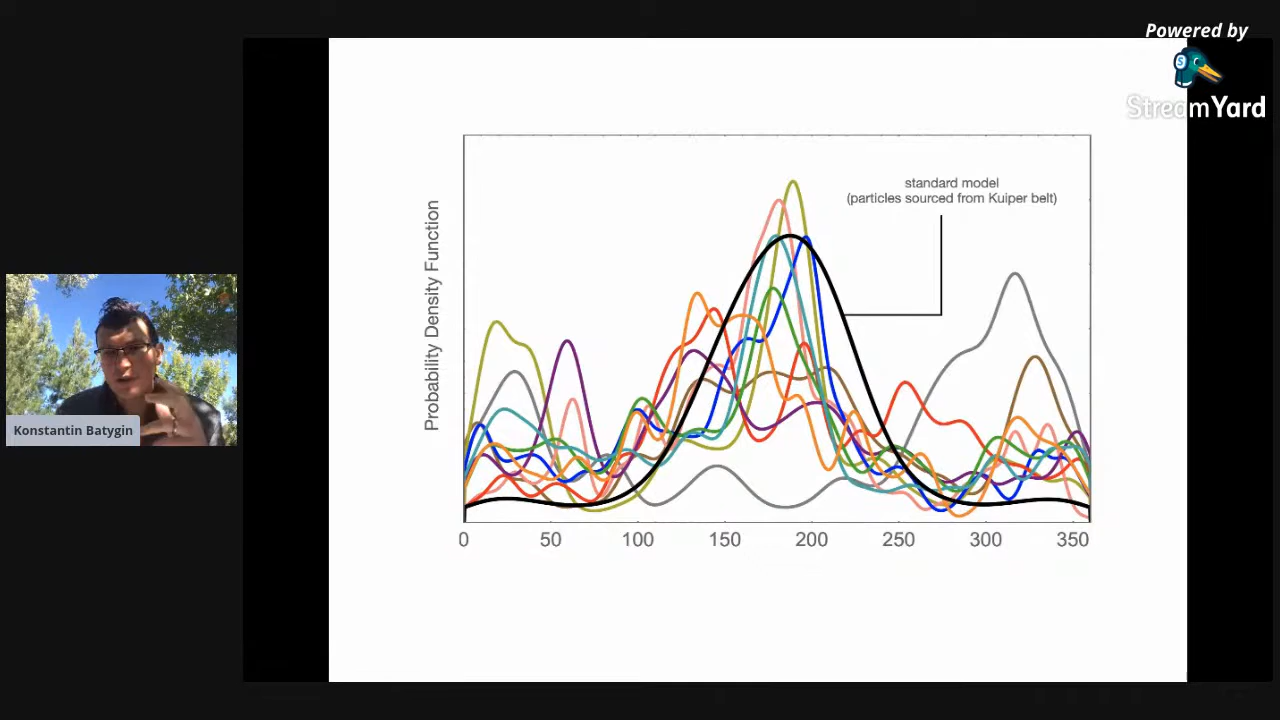 Powered by
StreamYard
standard model
(particles sourced from Kuiper belt)
Probability Density Function
0 50 100 150 200 250 300 350
Konstantin Batygin